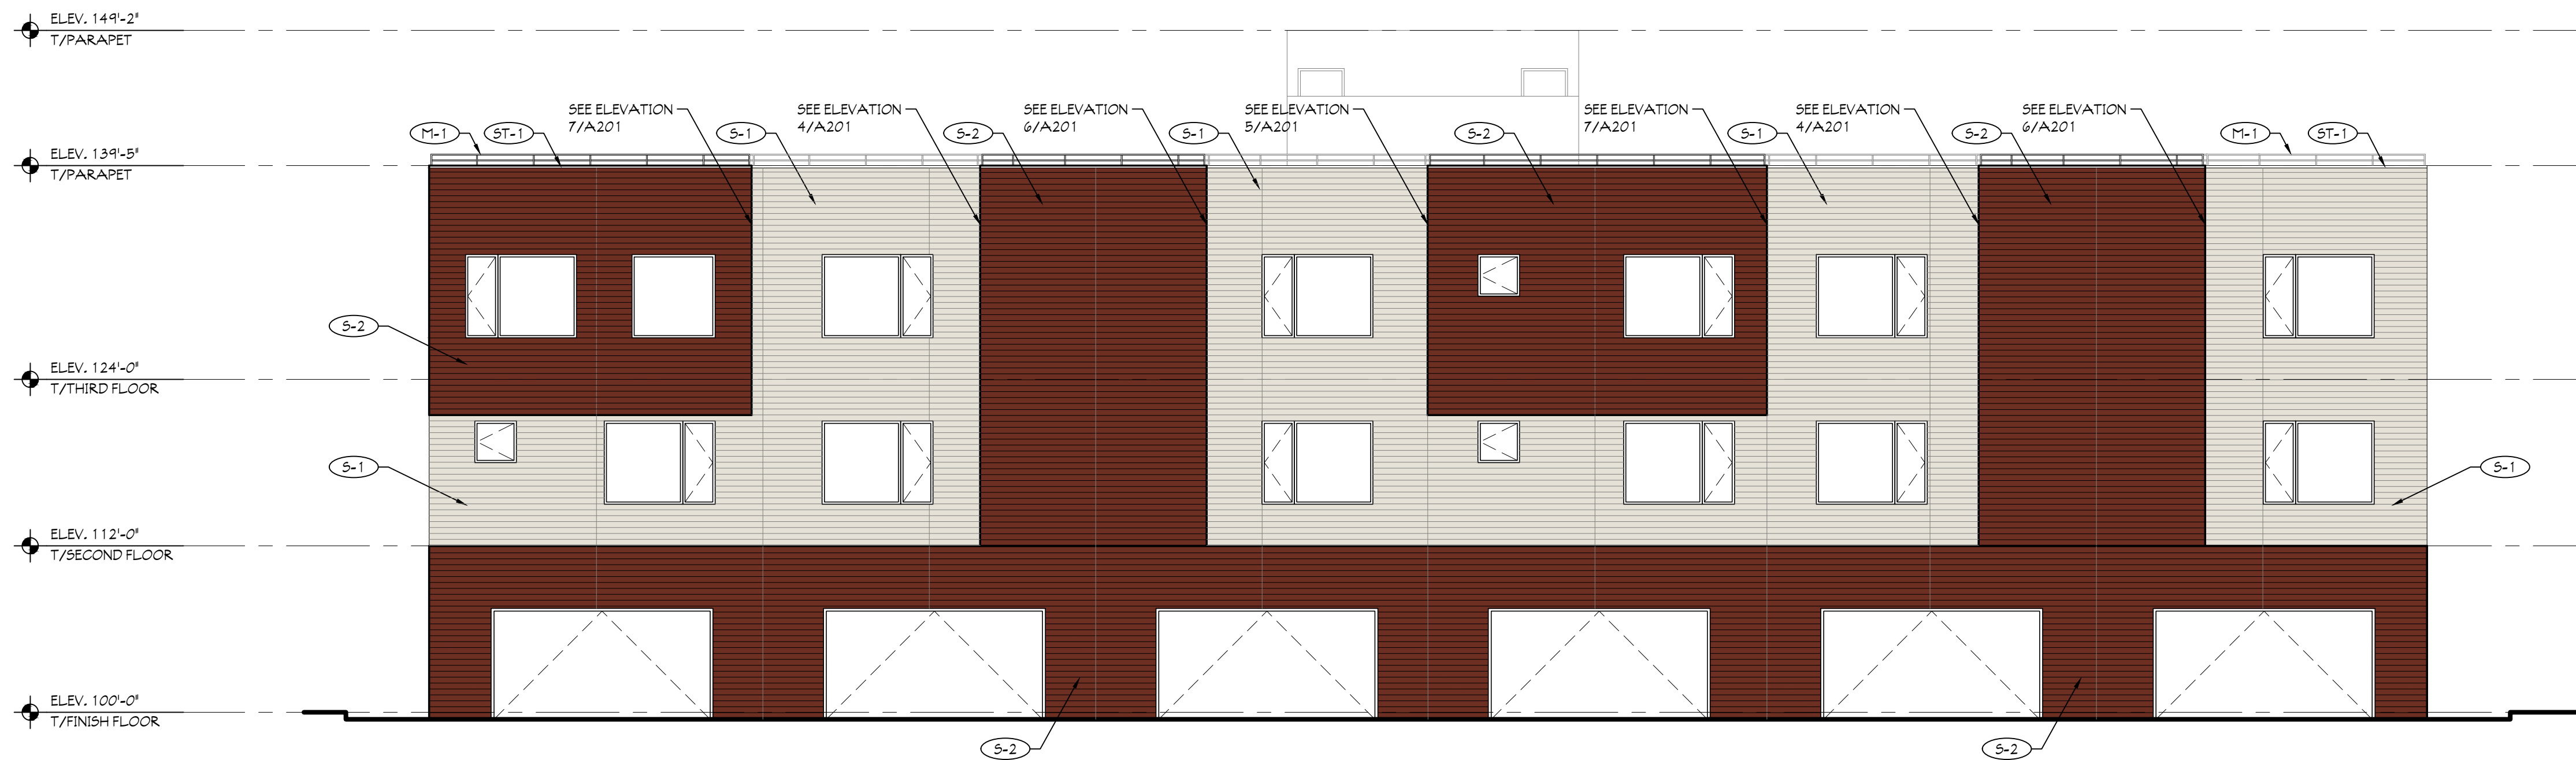 ELEV. 149'-2"
T/PARAPET
SEE ELEVATION
7/A201
SEE ELEVATION
4/A201
SEE ELEVATION
6/A201
SEE ELEVATION
5/A201
SEE ELEVATION
7/A201
SEE ELEVATION
4/A201
SEE ELEVATION
6/A201
M-1
ST-1
S-1
S-2
S-1
S-2
S-1
S-2
M-1
ST-1
ELEV. 139'-5"
T/PARAPET
S-2
ELEV. 124'-0"
T/THIRD FLOOR
S-1
S-1
ELEV. 112'-0"
T/SECOND FLOOR
ELEV. 100'-0"
T/FINISH FLOOR
S-2
S-2